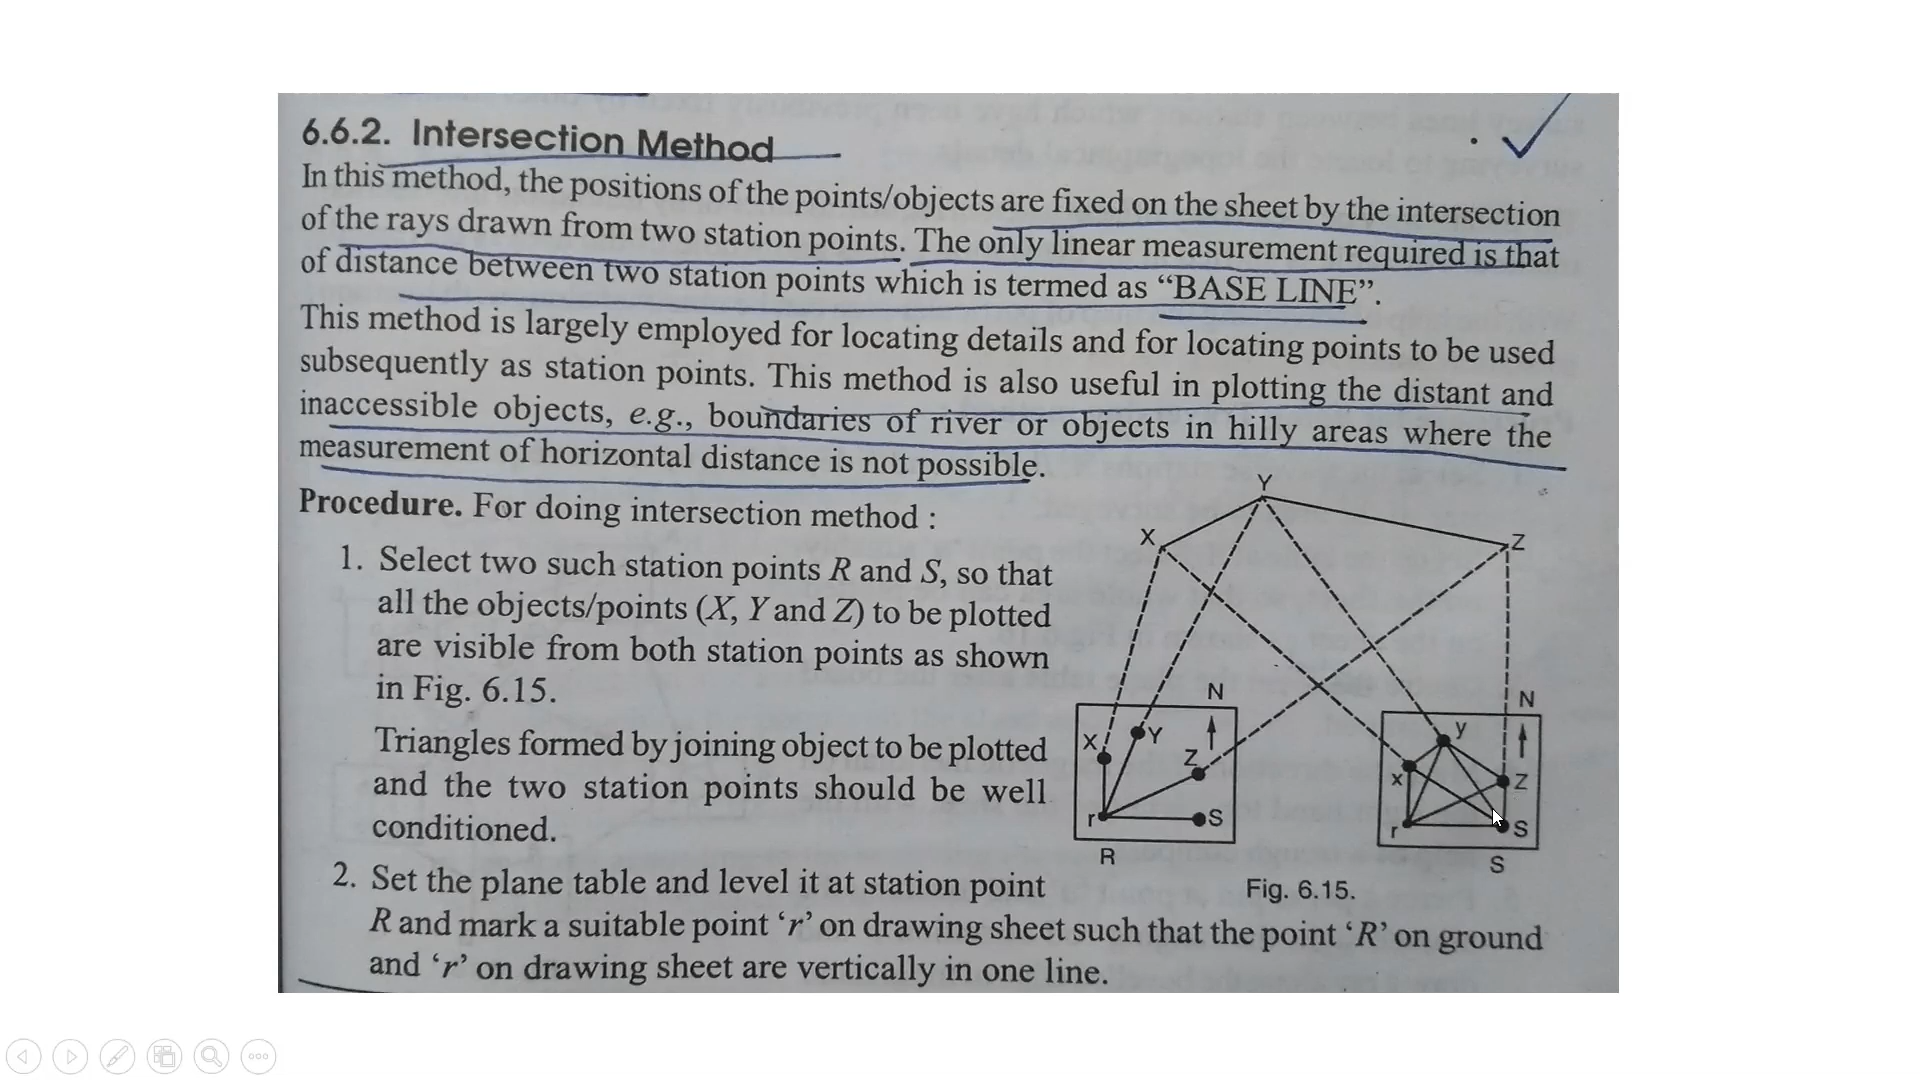 6.6.2. Intersection Method
In this method, the positions of the points/objects are fixed on the sheet by the intersection
of the rays drawn from two station points. The only linear measurement required is that
of distance between two station points which is termed as “BASE LINE”.
This method is largely employed for locating details and for locating points to be used
subsequently as station points. This method is also useful in plotting the distant and
inaccessible objects, e.g., boundaries of river or objects in hilly areas where the
measurement of horizontal distance is not possible.
Procedure. For doing intersection method :
1. Select two such station points R and S, so that
all the objects/points (X, Y and Z) to be plotted
are visible from both station points as shown
in Fig. 6.15.
Triangles formed by joining object to be plotted
and the two station points should be well
conditioned.
2. Set the plane table and level it at station point
R and mark a suitable point ‘r’ on drawing sheet such that the point ‘R’ on ground
and ‘r’ on drawing sheet are vertically in one line.
Y
X
Z
N
N
X
Y
Z
r
S
R
y
x
Z
r
S
S
Fig. 6.15.